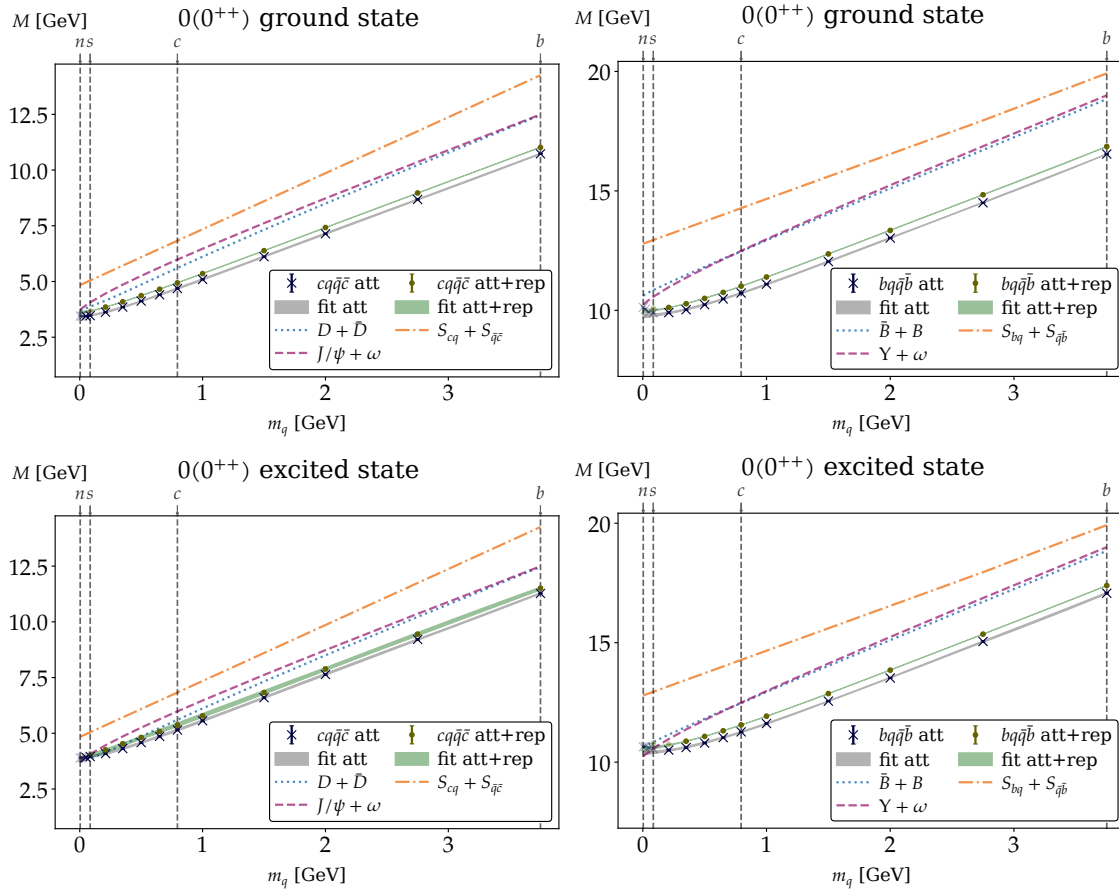 M [GeV]
0(0⁺⁺) ground state
n s c b
12.5
10.0
7.5
5.0
2.5
cqq̄c̄ att
cqq̄c̄ att+rep
fit att
fit att+rep
D + D̄
S_cq + S_q̄c̄
J/ψ + ω
0 1 2 3
m_q [GeV]
M [GeV]
0(0⁺⁺) ground state
n s c b
20
15
10
bqq̄b̄ att
bqq̄b̄ att+rep
fit att
fit att+rep
B̄ + B
S_bq + S_q̄b̄
Υ + ω
0 1 2 3
m_q [GeV]
M [GeV]
0(0⁺⁺) excited state
n s c b
12.5
10.0
7.5
5.0
2.5
cqq̄c̄ att
cqq̄c̄ att+rep
fit att
fit att+rep
D + D̄
S_cq + S_q̄c̄
J/ψ + ω
0 1 2 3
m_q [GeV]
M [GeV]
0(0⁺⁺) excited state
n s c b
20
15
10
bqq̄b̄ att
bqq̄b̄ att+rep
fit att
fit att+rep
B̄ + B
S_bq + S_q̄b̄
Υ + ω
0 1 2 3
m_q [GeV]